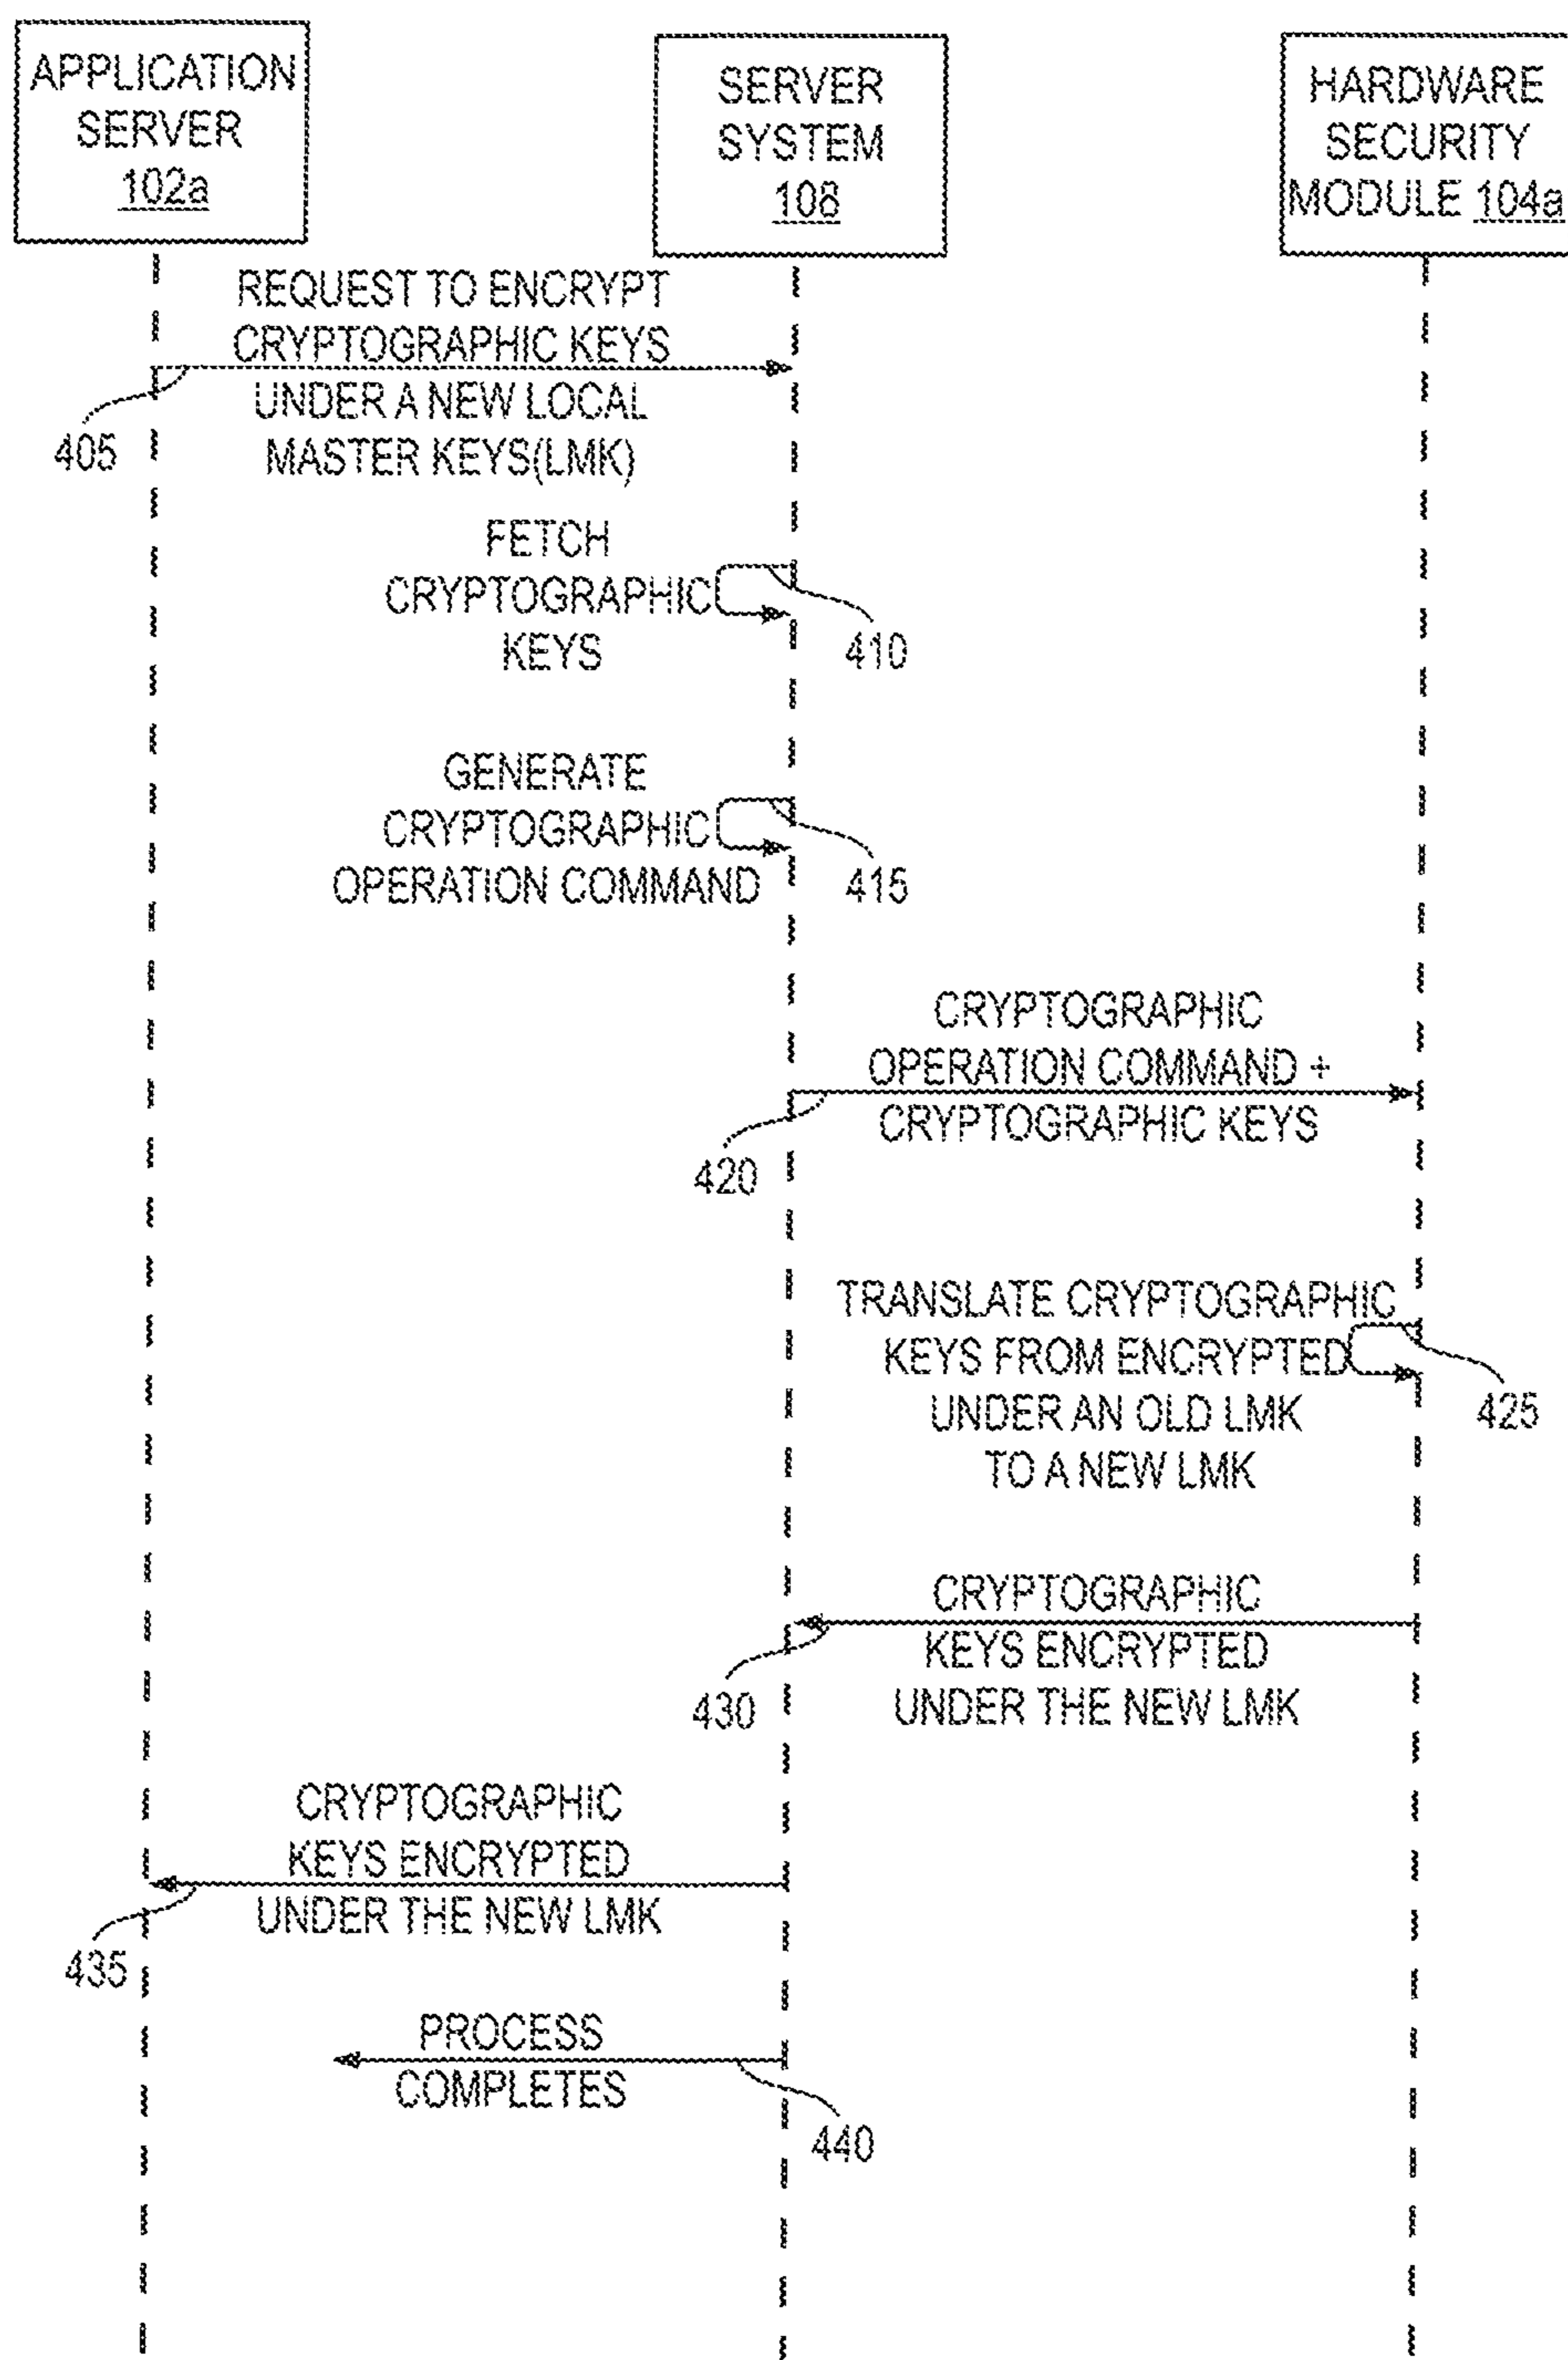 APPLICATION
SERVER
102a
SERVER
SYSTEM
108
HARDWARE
SECURITY
MODULE 104a
REQUEST TO ENCRYPT
CRYPTOGRAPHIC KEYS
UNDER A NEW LOCAL
MASTER KEYS(LMK)
405
FETCH
CRYPTOGRAPHIC
KEYS
410
GENERATE
CRYPTOGRAPHIC
OPERATION COMMAND
415
CRYPTOGRAPHIC
OPERATION COMMAND +
CRYPTOGRAPHIC KEYS
420
TRANSLATE CRYPTOGRAPHIC
KEYS FROM ENCRYPTED
UNDER AN OLD LMK
TO A NEW LMK
425
CRYPTOGRAPHIC
KEYS ENCRYPTED
UNDER THE NEW LMK
430
CRYPTOGRAPHIC
KEYS ENCRYPTED
UNDER THE NEW LMK
435
PROCESS
COMPLETES
440